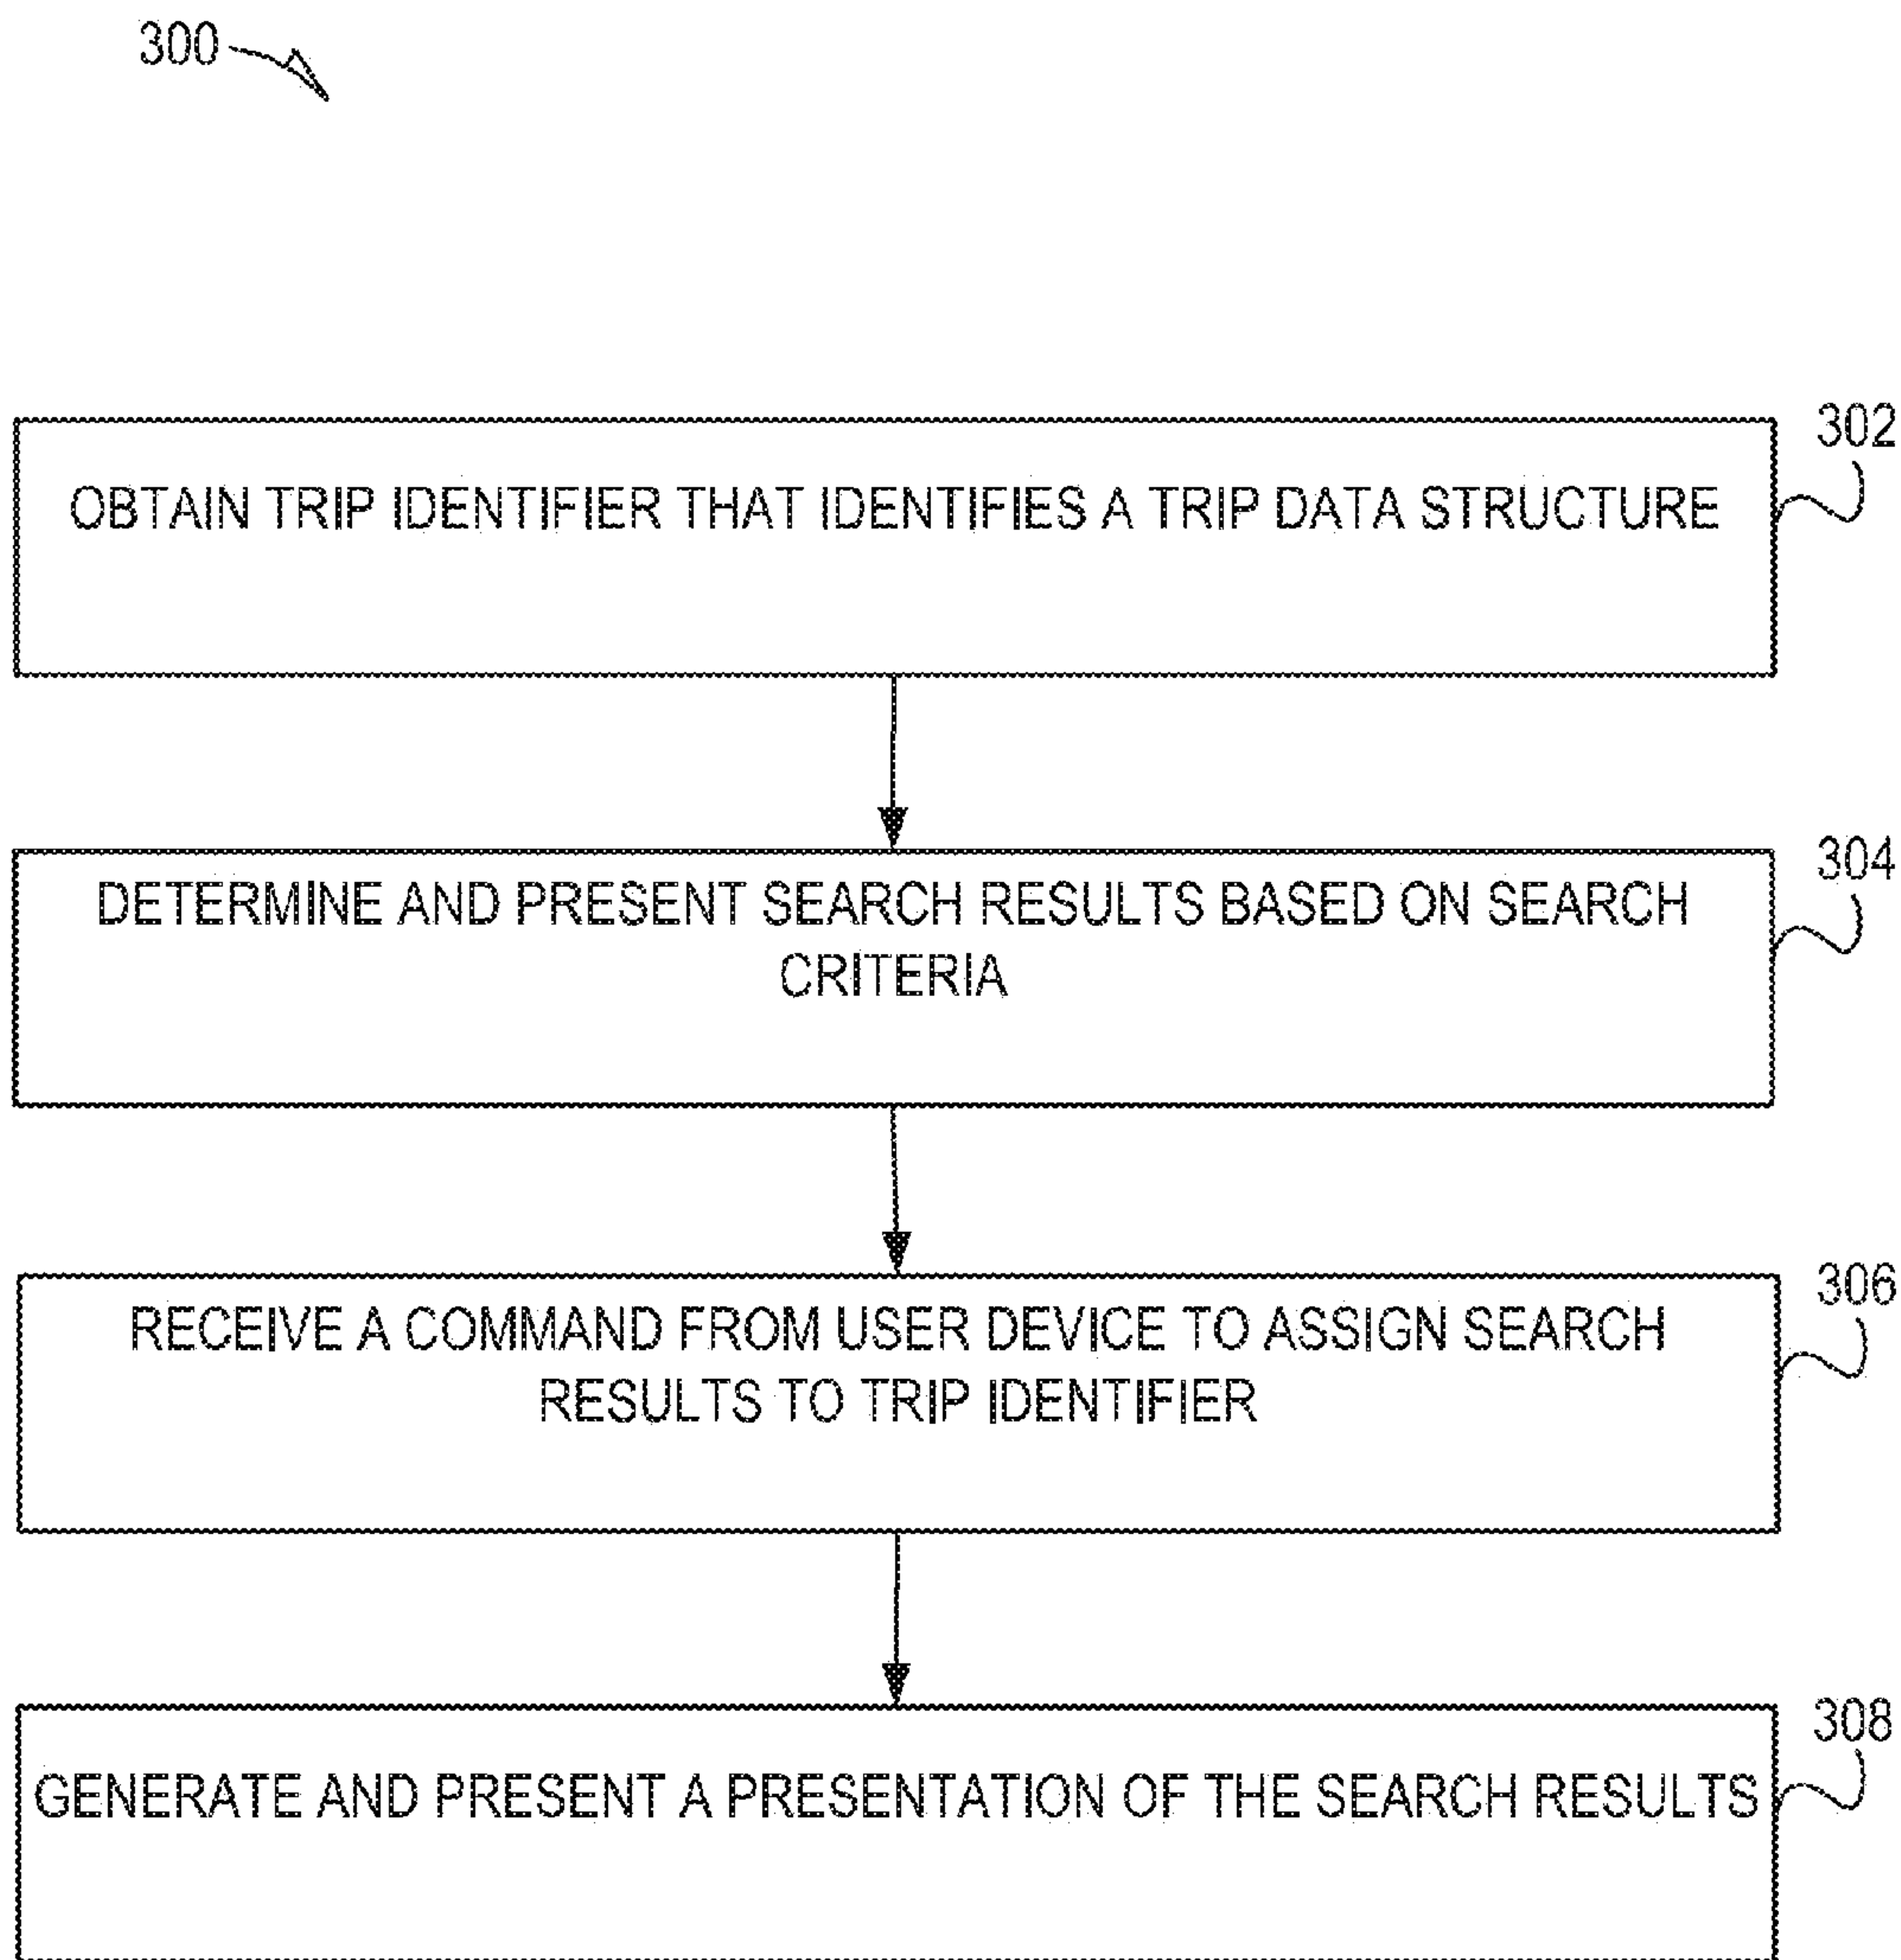 300
302
OBTAIN TRIP IDENTIFIER THAT IDENTIFIES A TRIP DATA STRUCTURE
304
DETERMINE AND PRESENT SEARCH RESULTS BASED ON SEARCH
CRITERIA
306
RECEIVE A COMMAND FROM USER DEVICE TO ASSIGN SEARCH
RESULTS TO TRIP IDENTIFIER
308
GENERATE AND PRESENT A PRESENTATION OF THE SEARCH RESULTS